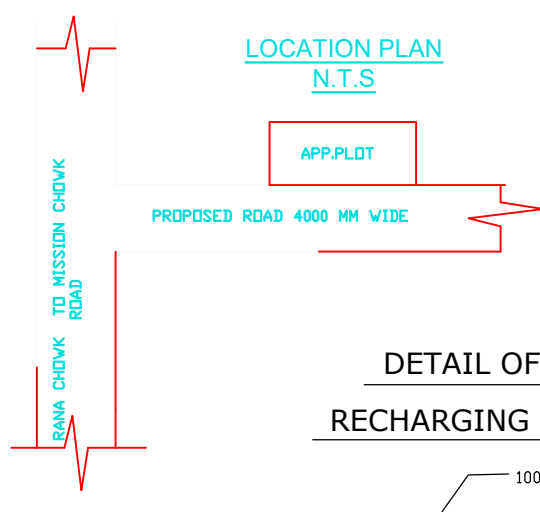 LOCATION PLAN
N.T.S
APP.PLOT
PROPOSED ROAD 4000 MM WIDE
RANA CHOWK TO MISSION CHOWK
ROAD
DETAIL OF
RECHARGING
100